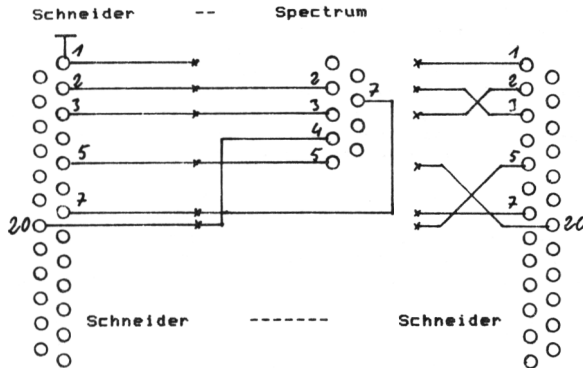 Schneider -- Spectrum
1 1
2 2 7 2
3 3 3
4
5 5 5
7 7
20 20
Schneider ------- Schneider